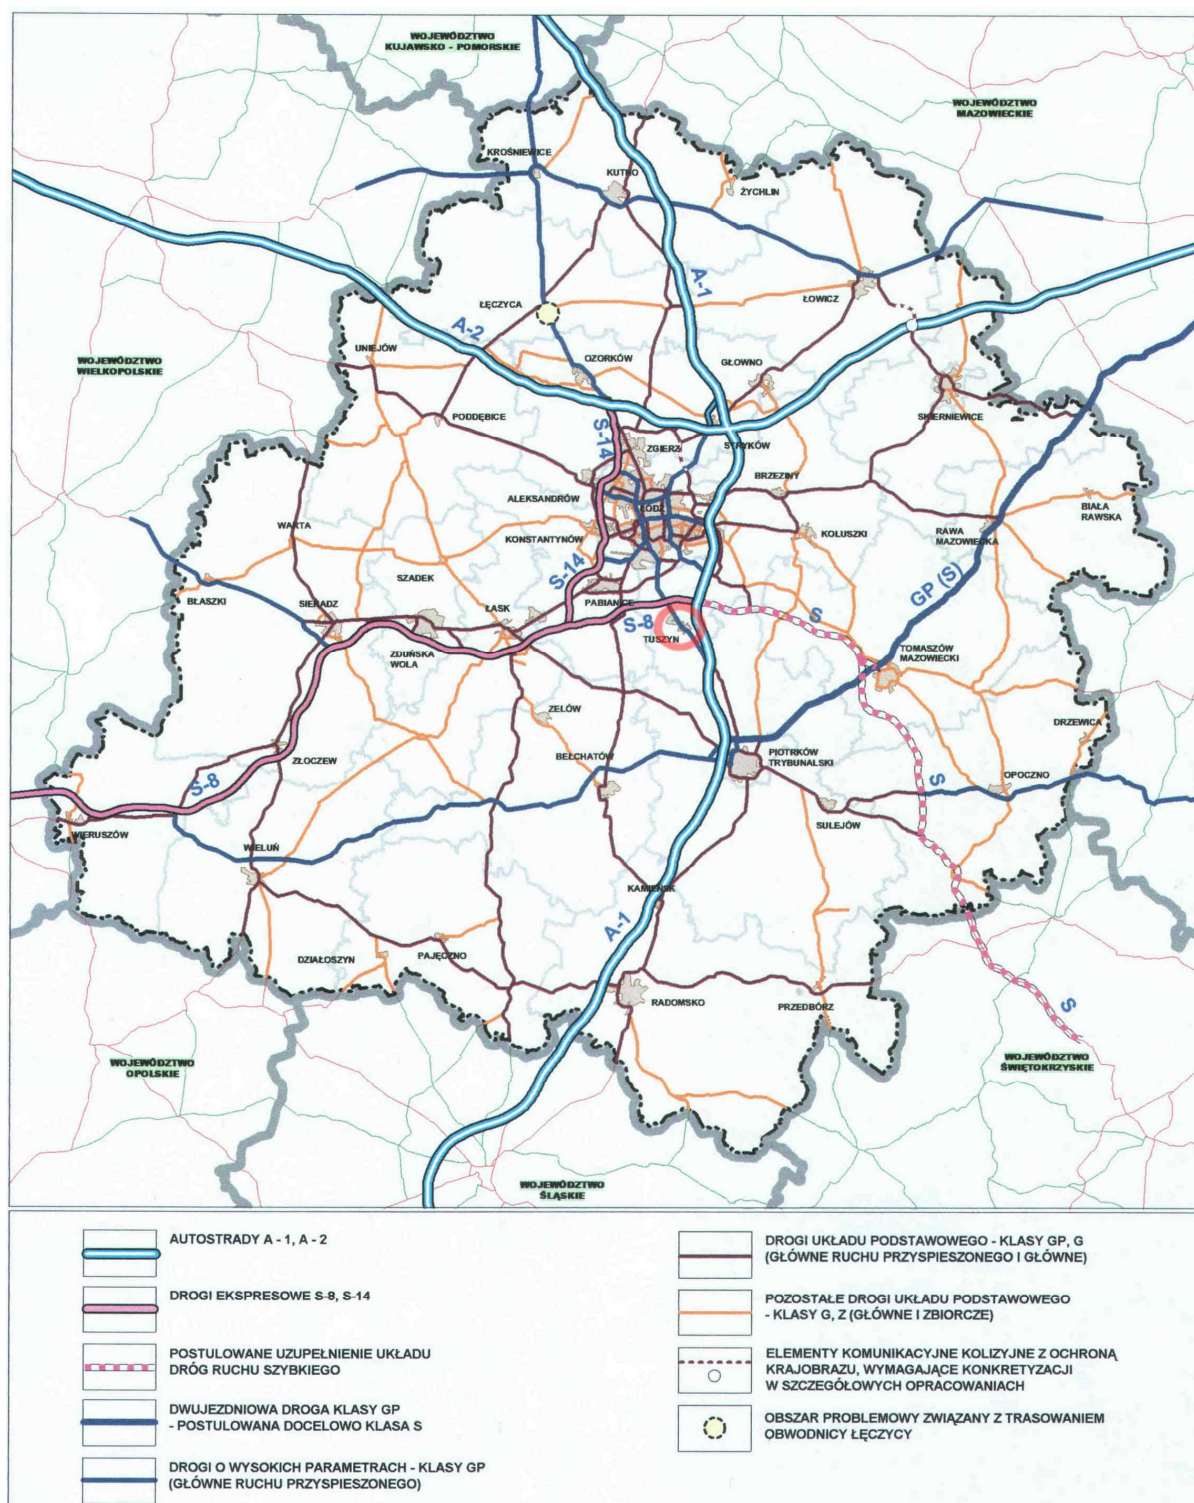 WOJEWÓDZTWO
KUJAWSKO - POMORSKIE
WOJEWÓDZTWO
MAZOWIECKIE
KROŚNIEWICE
KUTNO
ŻYCHLIN
A-1
ŁĘCZYCA
ŁOWICZ
A-2
UNIEJÓW
OZORKÓW
GŁOWNO
WOJEWÓDZTWO
WIELKOPOLSKIE
PODDĘBICE
SKIERNIEWICE
S-14
ZGIERZ
STRYKÓW
BRZEZINY
ALEKSANDRÓW
ŁÓDŹ
BIAŁA
RAWSKA
WARTA
KONSTANTYNÓW
KOLUSZKI
RAWA
MAZOWIECKA
GP (S)
SZADEK
S-14
BŁASZKI
SIERADZ
ŁASK
PABIANICE
S
S-8
TUSZYN
ZDUŃSKA
WOLA
TOMASZÓW
MAZOWIECKI
ZELÓW
DRZEWICA
ZŁOCZEW
BEŁCHATÓW
PIOTRKÓW
TRYBUNALSKI
S-8
S
OPOCZNO
WIERUSZÓW
SULEJÓW
WIELUŃ
KAMIEŃSK
A-1
DZIAŁOSZYN
PAJĘCZNO
RADOMSKO
PRZEDBÓRZ
S
WOJEWÓDZTWO
OPOLSKIE
WOJEWÓDZTWO
ŚWIĘTOKRZYSKIE
WOJEWÓDZTWO
ŚLĄSKIE
AUTOSTRADY A - 1, A - 2
DROGI EKSPRESOWE S-8, S-14
POSTULOWANE UZUPEŁNIENIE UKŁADU
DRÓG RUCHU SZYBKIEGO
DWUJEZDNIOWA DROGA KLASY GP
- POSTULOWANA DOCELOWO KLASA S
DROGI O WYSOKICH PARAMETRACH - KLASY GP
(GŁÓWNE RUCHU PRZYSPIESZONEGO)
DROGI UKŁADU PODSTAWOWEGO - KLASY GP, G
(GŁÓWNE RUCHU PRZYSPIESZONEGO I GŁÓWNE)
POZOSTAŁE DROGI UKŁADU PODSTAWOWEGO
- KLASY G, Z (GŁÓWNE I ZBIORCZE)
ELEMENTY KOMUNIKACYJNE KOLIZYJNE Z OCHRONĄ
KRAJOBRAZU, WYMAGAJĄCE KONKRETYZACJI
W SZCZEGÓŁOWYCH OPRACOWANIACH
OBSZAR PROBLEMOWY ZWIĄZANY Z TRASOWANIEM
OBWODNICY ŁĘCZYCY